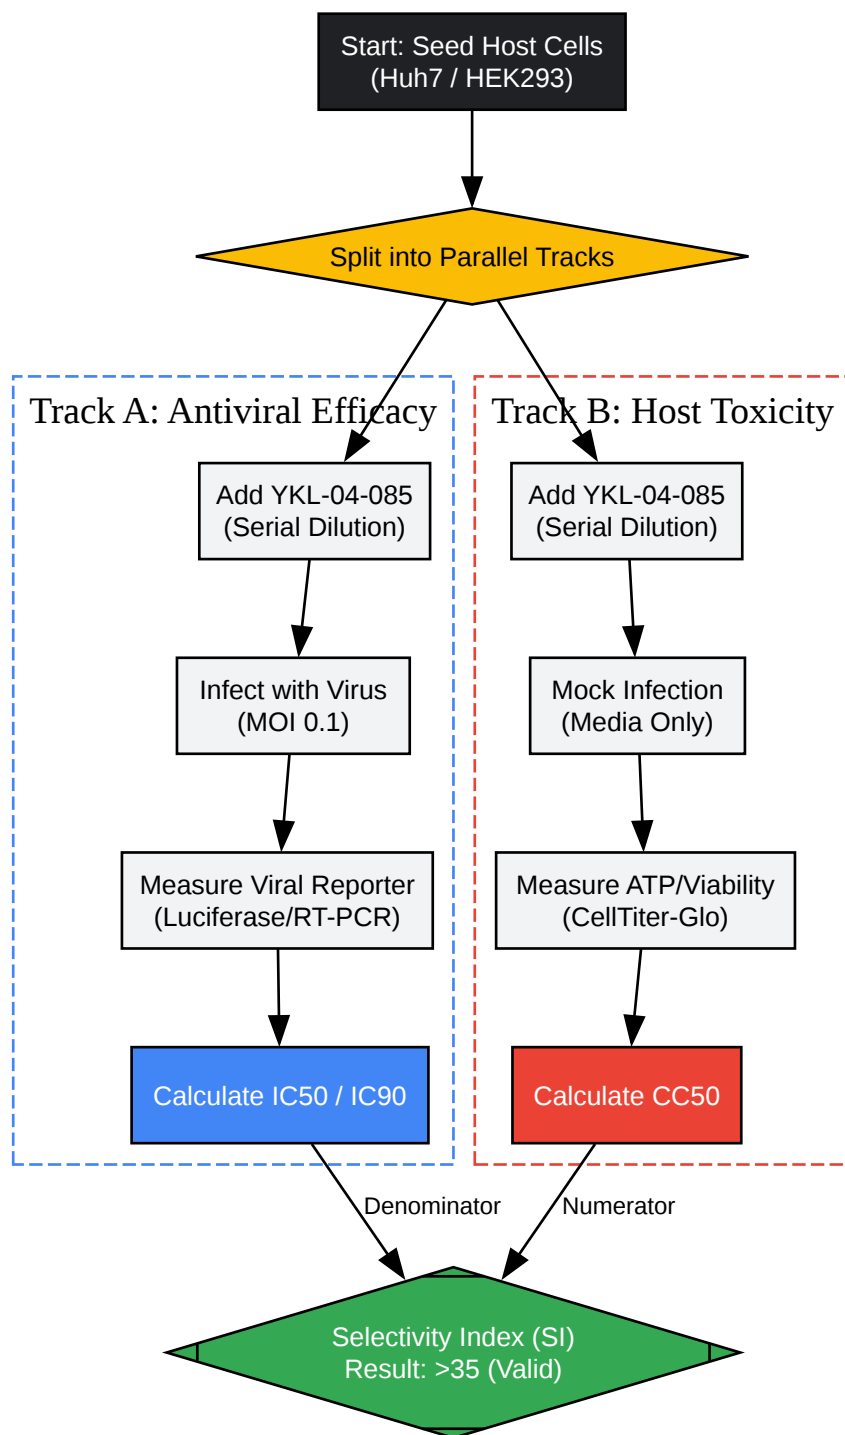 Start: Seed Host Cells
(Huh7 / HEK293)
Split into Parallel Tracks
Track A: Antiviral Efficacy
Add YKL-04-085
(Serial Dilution)
Infect with Virus
(MOI 0.1)
Measure Viral Reporter
(Luciferase/RT-PCR)
Calculate IC50 / IC90
Track B: Host Toxicity
Add YKL-04-085
(Serial Dilution)
Mock Infection
(Media Only)
Measure ATP/Viability
(CellTiter-Glo)
Calculate CC50
Denominator
Numerator
Selectivity Index (SI)
Result: >35 (Valid)